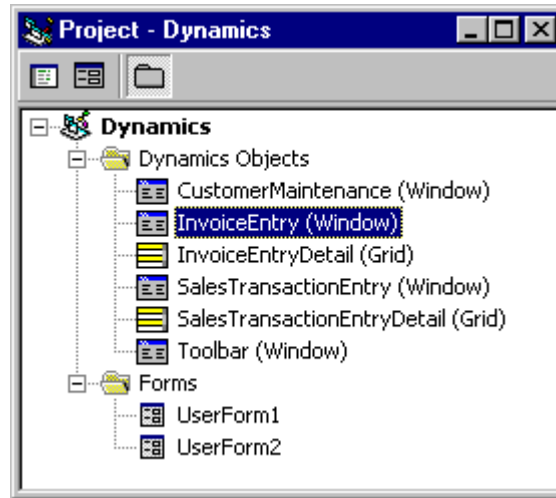 Project - Dynamics
Dynamics
Dynamics Objects
CustomerMaintenance (Window)
InvoiceEntry (Window)
InvoiceEntryDetail (Grid)
SalesTransactionEntry (Window)
SalesTransactionEntryDetail (Grid)
Toolbar (Window)
Forms
UserForm1
UserForm2